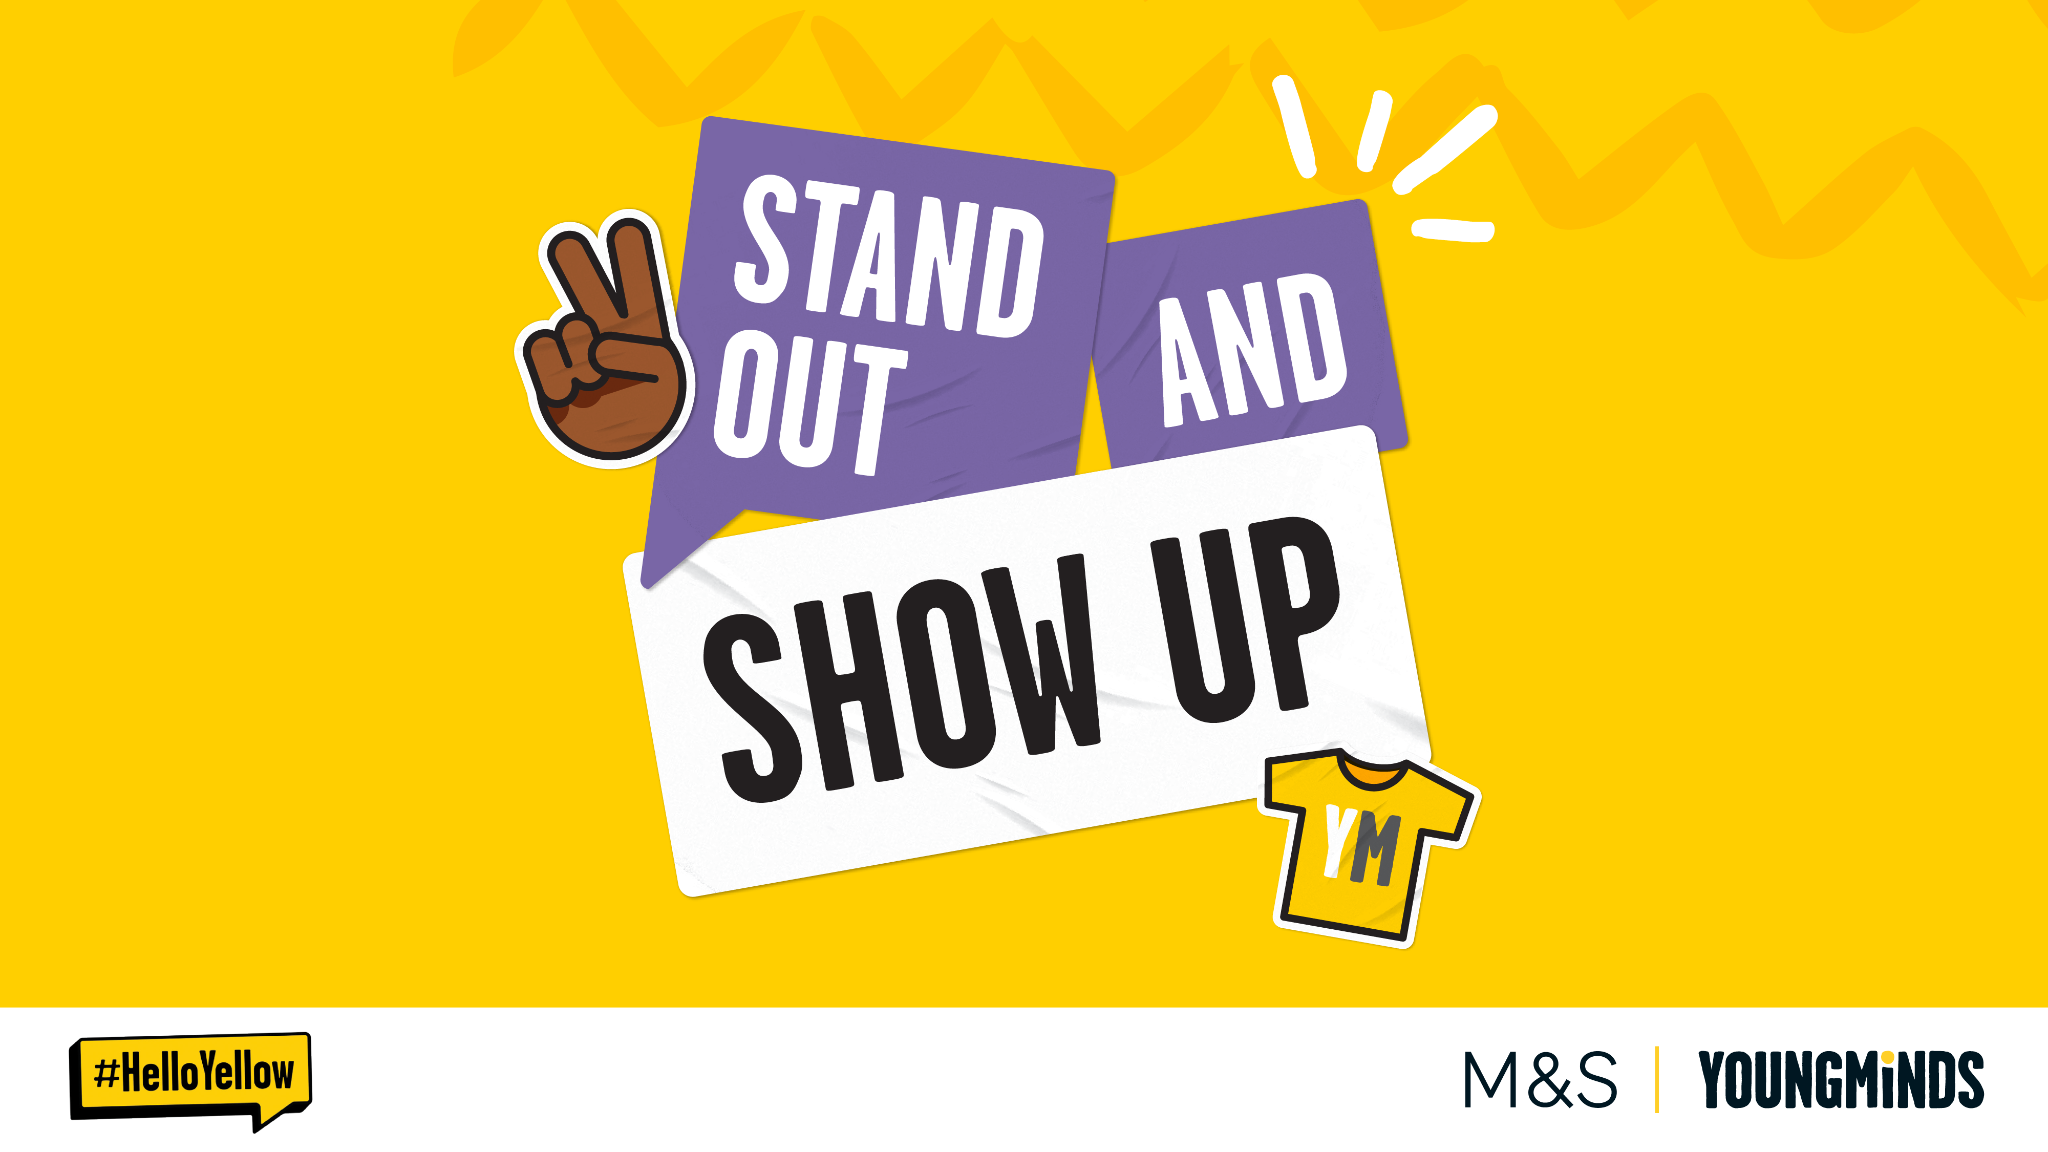 STAND
OUT
AND
SHOW UP
YM
#HelloYellow
M&S
YOUNGMiNDS